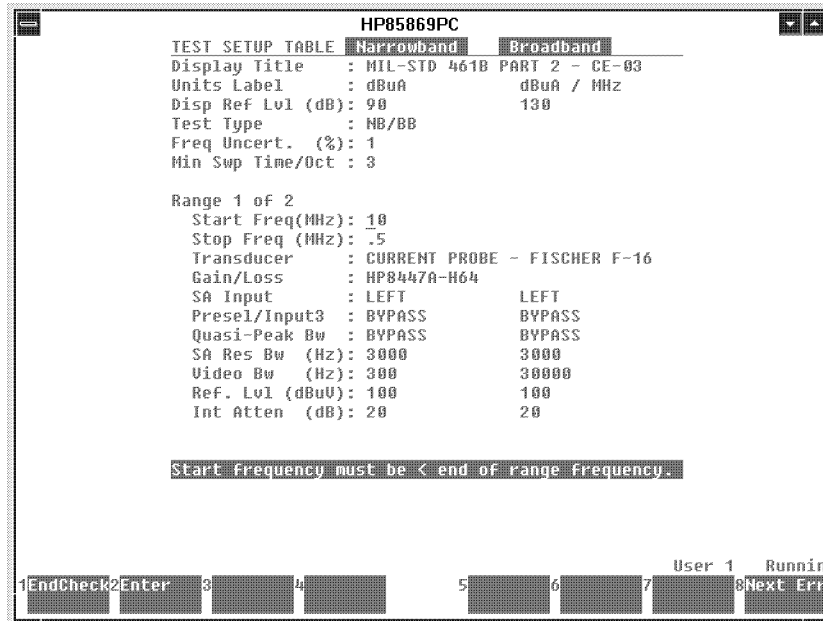 HP85869PC
TEST SETUP TABLE Narrowband Broadband
Display Title : MIL-STD 461B PART 2 - CE-03
Units Label : dBuA dBuA / MHz
Disp Ref Lvl (dB): 90 130
Test Type : NB/BB
Freq Uncert. (%): 1
Min Swp Time/Oct : 3
Range 1 of 2
Start Freq(MHz): 10
Stop Freq (MHz): .5
Transducer : CURRENT PROBE - FISCHER F-16
Gain/Loss : HP8447A-H64
SA Input : LEFT LEFT
Presel/Input3 : BYPASS BYPASS
Quasi-Peak Bw : BYPASS BYPASS
SA Res Bw (Hz): 3000 3000
Video Bw (Hz): 300 30000
Ref. Lvl (dBuV): 100 100
Int Atten (dB): 20 20
Start frequency must be < end of range frequency.
User 1 Runnin
1EndCheck 2Enter 3 4 5 6 7 8Next Err